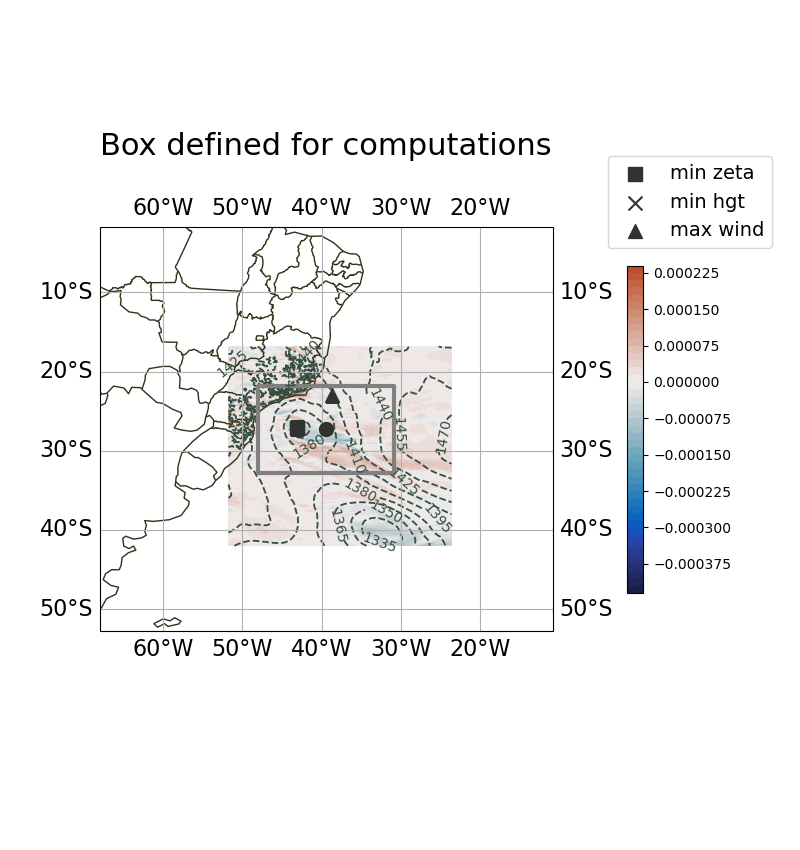 Box defined for computations
min zeta
min hgt
max wind
60°W 50°W 40°W 30°W 20°W
10°S 10°S
20°S 20°S
30°S 30°S
40°S 40°S
50°S 50°S
60°W 50°W 40°W 30°W 20°W
1425
1440
1455
1470
1380
1410
1425
1380
1350
1395
1365
1335
0.000225
0.000150
0.000075
0.000000
−0.000075
−0.000150
−0.000225
−0.000300
−0.000375